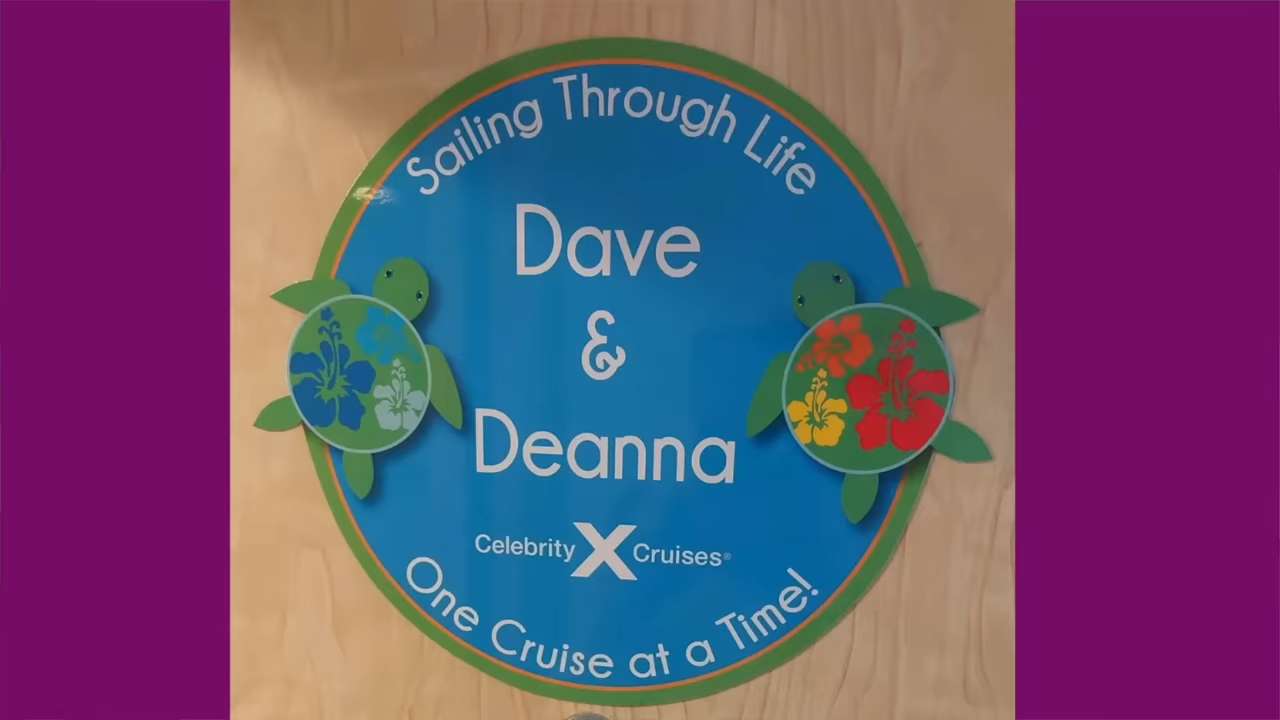 Sailing Through Life
Dave
&
Deanna
Celebrity X Cruises®
One Cruise at a Time!